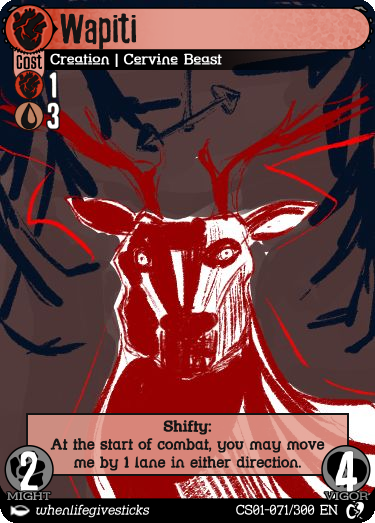 Wapiti
COST
Creation | Cervine Beast
1
3
Shifty:
At the start of combat, you may move
me by 1 lane in either direction.
2
MIGHT
4
VIGOR
whenlifegivesticks
CS01-071/300 EN